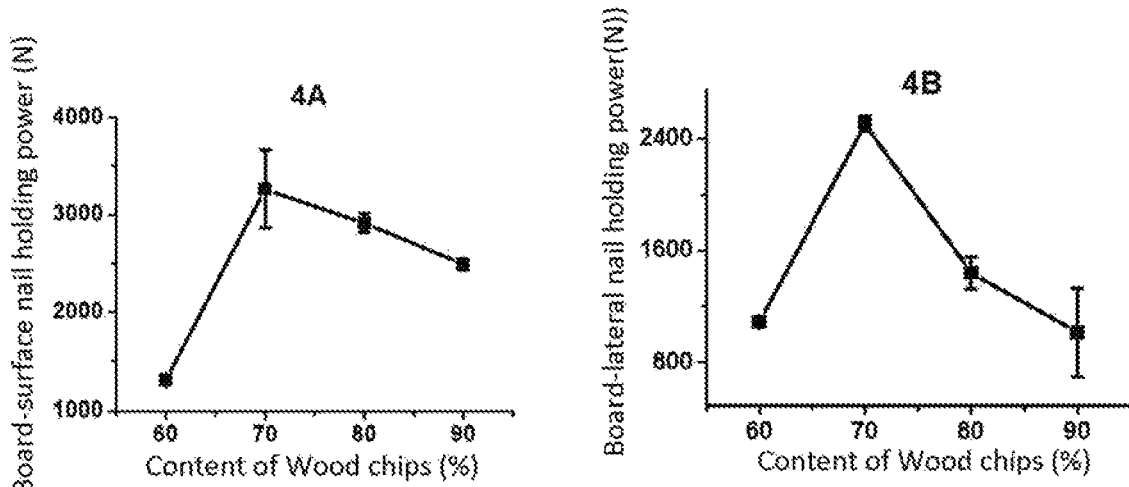 4A
Board-surface nail holding power (N)
4000
3000
2000
1000
60 70 80 90
Content of Wood chips (%)
4B
Board-lateral nail holding power(N))
2400
1600
800
60 70 80 90
Content of Wood chips (%)